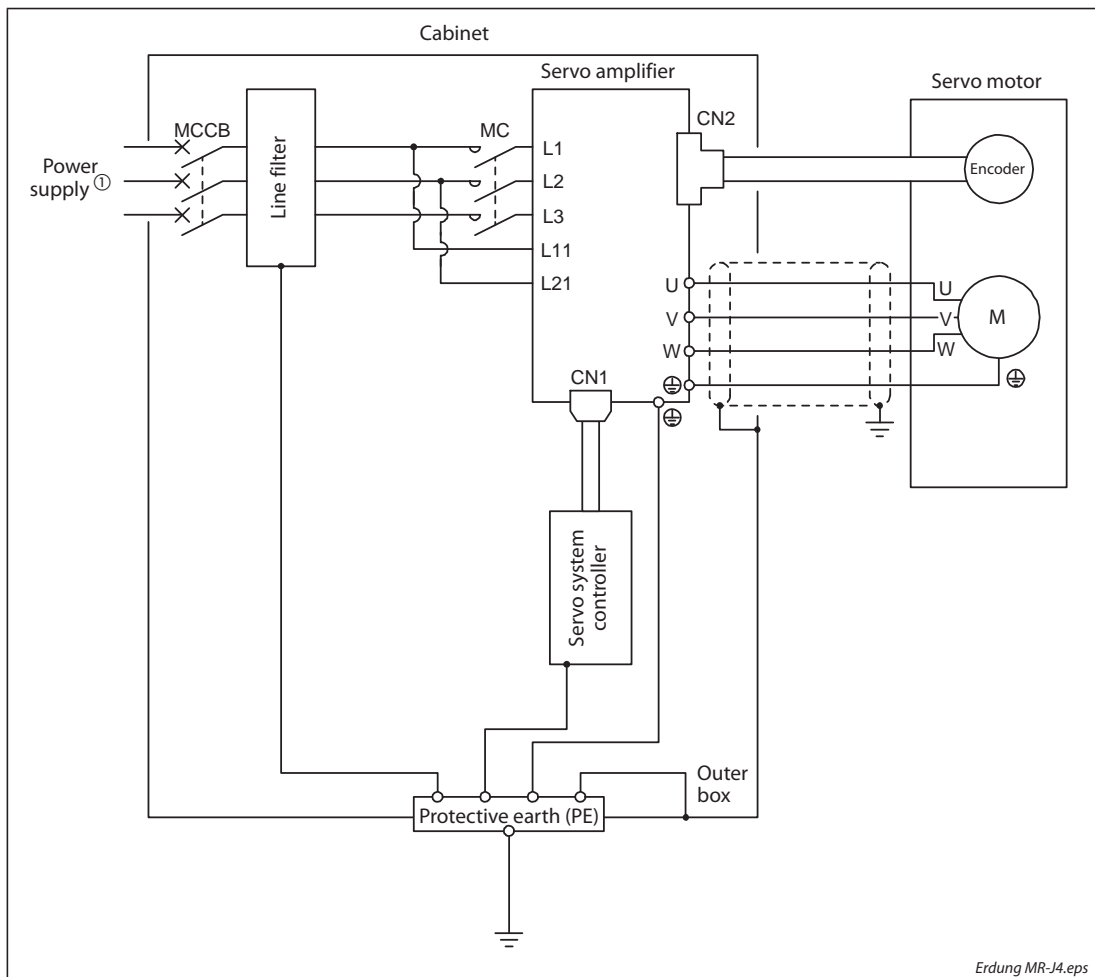 Cabinet
Servo amplifier
Servo motor
MCCB
MC
CN2
L1
Power
supply ①
L2
Line filter
Encoder
L3
L11
L21
U
U
V
V
M
W
W
CN1
Servo system
controller
Outer
box
Protective earth (PE)
Erdung MR-J4.eps